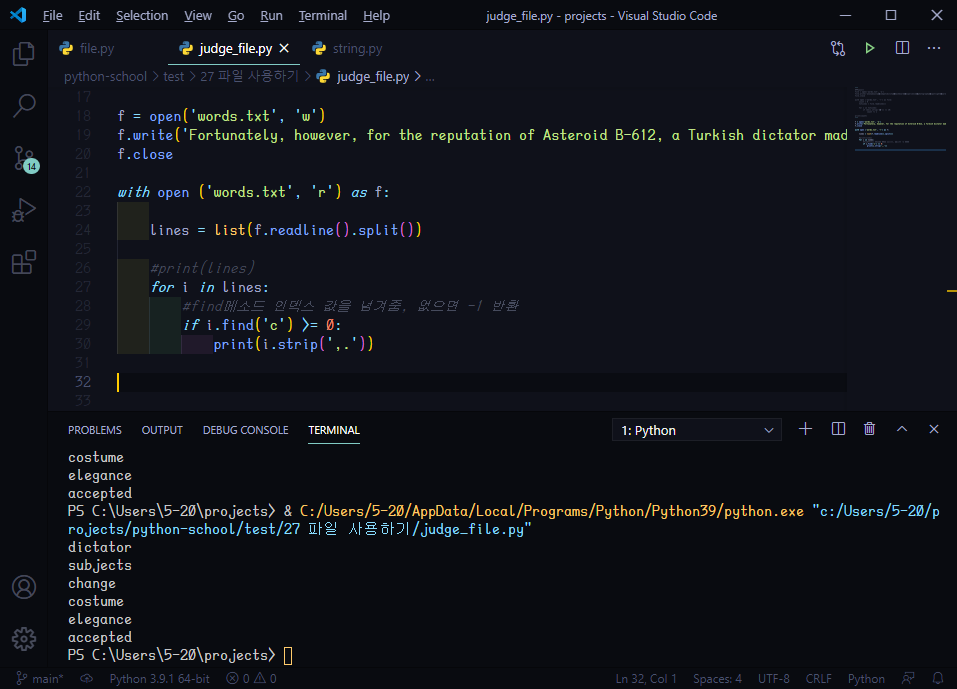 File Edit Selection View Go Run Terminal Help judge_file.py - projects - Visual Studio Code
file.py judge_file.py string.py
python-school > test > 27 파일 사용하기 > judge_file.py > ...
17
18 f = open('words.txt', 'w')
19 f.write('Fortunately, however, for the reputation of Asteroid B-612, a Turkish dictator mad
20 f.close
21
22 with open ('words.txt', 'r') as f:
23
24 lines = list(f.readline().split())
25
26 #print(lines)
27 for i in lines:
28 #find메소드 인덱스 값을 넘겨줌, 없으면 -1 반환
29 if i.find('c') >= 0:
30 print(i.strip(',.'))
31
32
33
PROBLEMS OUTPUT DEBUG CONSOLE TERMINAL 1: Python
costume
elegance
accepted
PS C:\Users\5-20\projects> & C:/Users/5-20/AppData/Local/Programs/Python/Python39/python.exe "c:/Users/5-20/p
rojects/python-school/test/27 파일 사용하기/judge_file.py"
dictator
subjects
change
costume
elegance
accepted
PS C:\Users\5-20\projects>
14
main* Python 3.9.1 64-bit 0 0 Ln 32, Col 1 Spaces: 4 UTF-8 CRLF Python